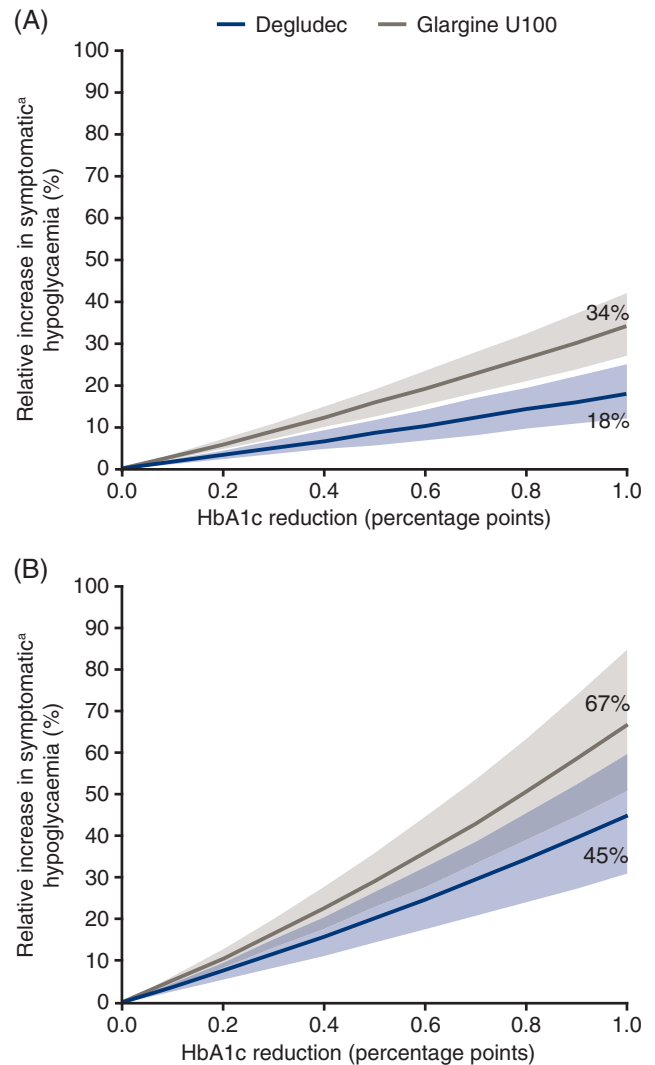 (A)
Degludec Glargine U100
Relative increase in symptomaticᵃ
hypoglycaemia (%)
100
90
80
70
60
50
40
30
20
10
0
34%
18%
0.0 0.2 0.4 0.6 0.8 1.0
HbA1c reduction (percentage points)
(B)
Relative increase in symptomaticᵃ
hypoglycaemia (%)
100
90
80
70
60
50
40
30
20
10
0
67%
45%
0.0 0.2 0.4 0.6 0.8 1.0
HbA1c reduction (percentage points)